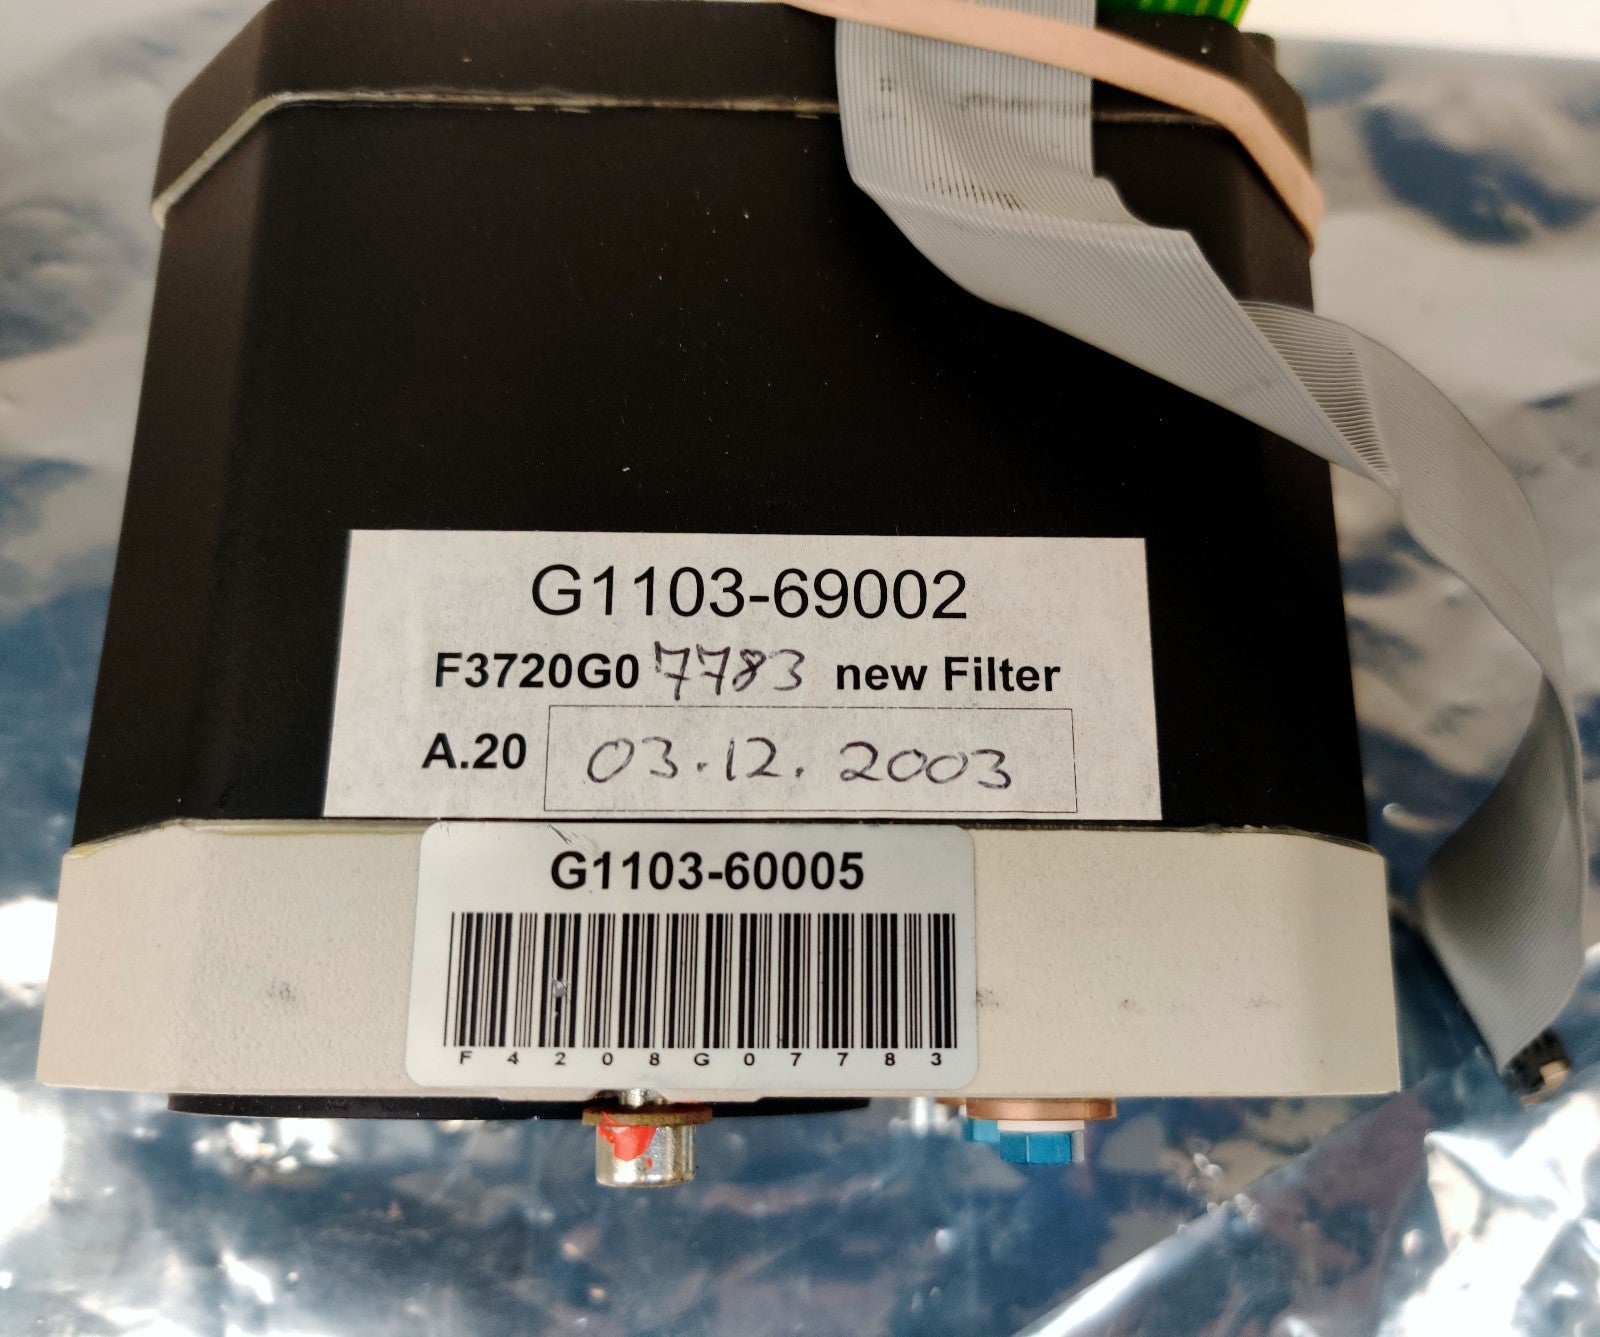 G1103-69002
F3720G0 7783 new Filter
A.20 03.12.2003
G1103-60005
F4208G07783